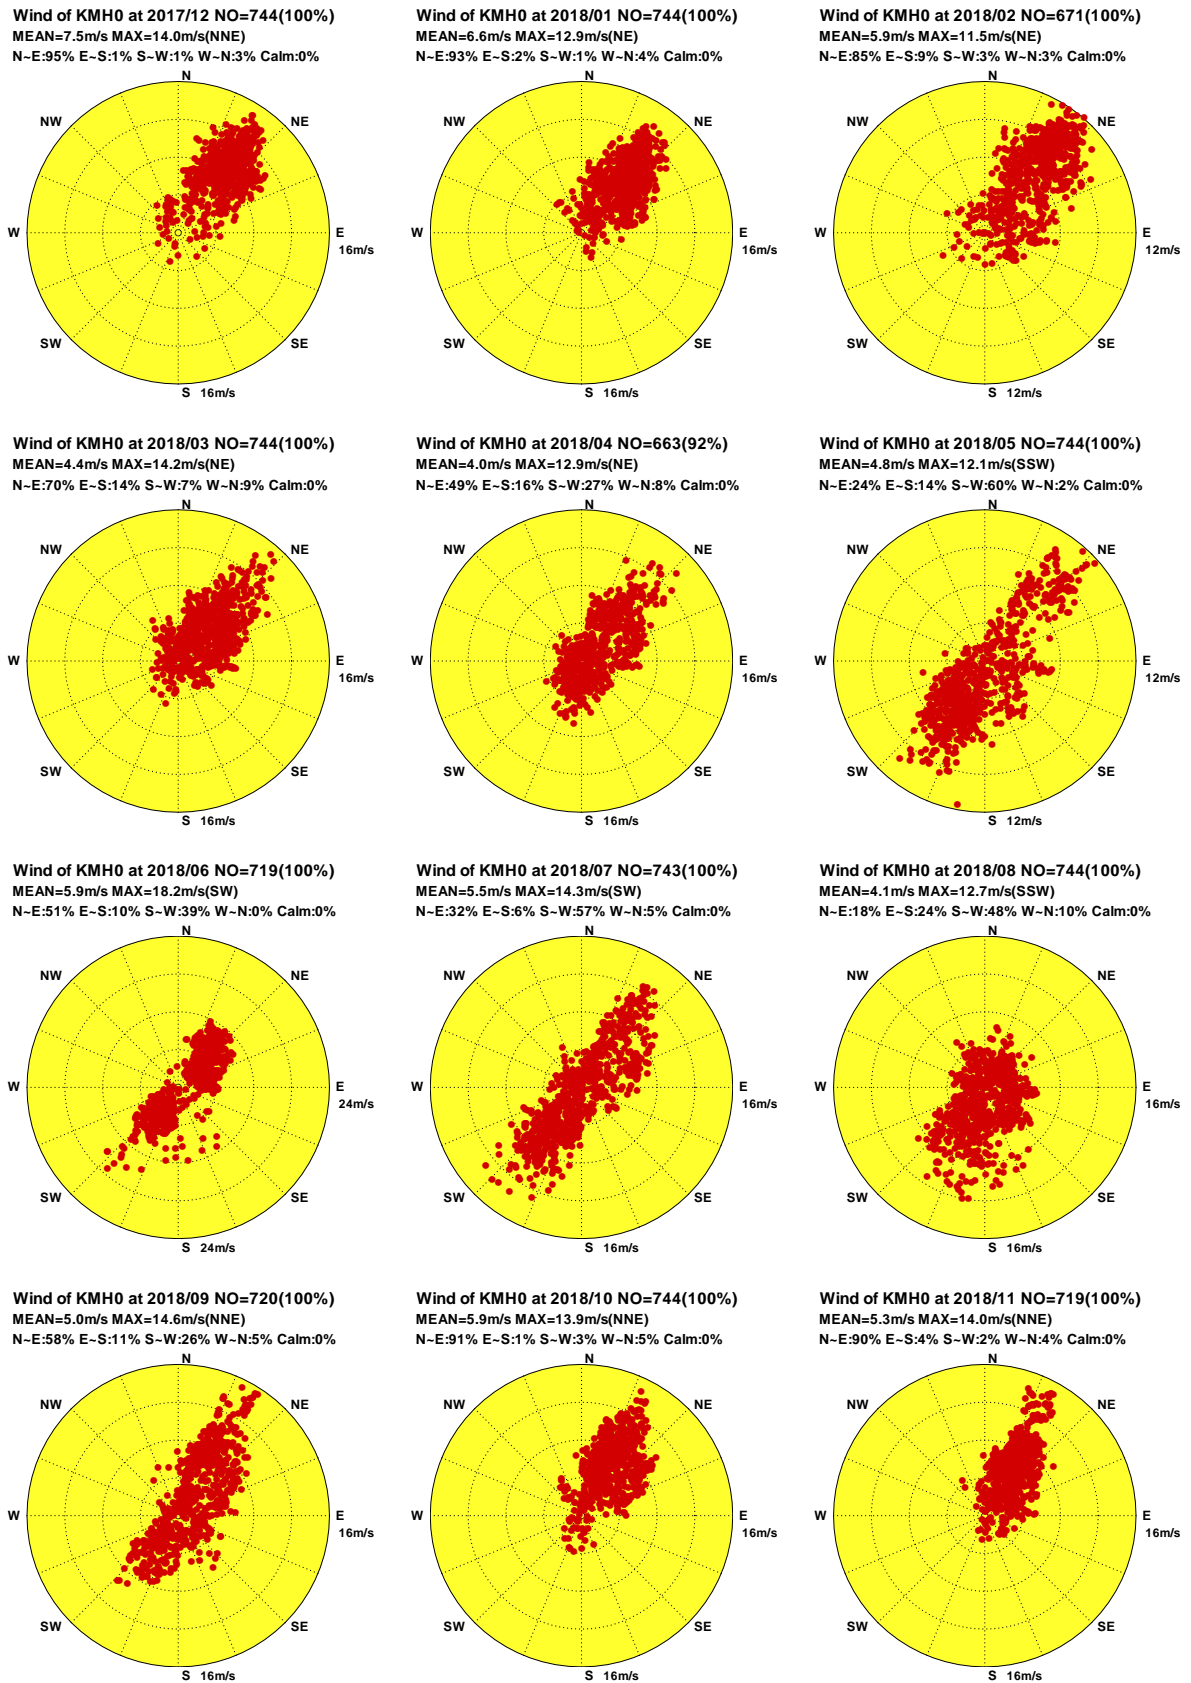 Wind of KMH0 at 2017/12 NO=744(100%)
MEAN=7.5m/s MAX=14.0m/s(NNE)
N~E:95% E~S:1% S~W:1% W~N:3% Calm:0%
N
NW
NE
W
E
16m/s
SW
SE
S 16m/s
Wind of KMH0 at 2018/01 NO=744(100%)
MEAN=6.6m/s MAX=12.9m/s(NE)
N~E:93% E~S:2% S~W:1% W~N:4% Calm:0%
N
NW
NE
W
E
16m/s
SW
SE
S 16m/s
Wind of KMH0 at 2018/02 NO=671(100%)
MEAN=5.9m/s MAX=11.5m/s(NE)
N~E:85% E~S:9% S~W:3% W~N:3% Calm:0%
N
NW
NE
W
E
12m/s
SW
SE
S 12m/s
Wind of KMH0 at 2018/03 NO=744(100%)
MEAN=4.4m/s MAX=14.2m/s(NE)
N~E:70% E~S:14% S~W:7% W~N:9% Calm:0%
N
NW
NE
W
E
16m/s
SW
SE
S 16m/s
Wind of KMH0 at 2018/04 NO=663(92%)
MEAN=4.0m/s MAX=12.9m/s(NE)
N~E:49% E~S:16% S~W:27% W~N:8% Calm:0%
N
NW
NE
W
E
16m/s
SW
SE
S 16m/s
Wind of KMH0 at 2018/05 NO=744(100%)
MEAN=4.8m/s MAX=12.1m/s(SSW)
N~E:24% E~S:14% S~W:60% W~N:2% Calm:0%
N
NW
NE
W
E
12m/s
SW
SE
S 12m/s
Wind of KMH0 at 2018/06 NO=719(100%)
MEAN=5.9m/s MAX=18.2m/s(SW)
N~E:51% E~S:10% S~W:39% W~N:0% Calm:0%
N
NW
NE
W
E
24m/s
SW
SE
S 24m/s
Wind of KMH0 at 2018/07 NO=743(100%)
MEAN=5.5m/s MAX=14.3m/s(SW)
N~E:32% E~S:6% S~W:57% W~N:5% Calm:0%
N
NW
NE
W
E
16m/s
SW
SE
S 16m/s
Wind of KMH0 at 2018/08 NO=744(100%)
MEAN=4.1m/s MAX=12.7m/s(SSW)
N~E:18% E~S:24% S~W:48% W~N:10% Calm:0%
N
NW
NE
W
E
16m/s
SW
SE
S 16m/s
Wind of KMH0 at 2018/09 NO=720(100%)
MEAN=5.0m/s MAX=14.6m/s(NNE)
N~E:58% E~S:11% S~W:26% W~N:5% Calm:0%
N
NW
NE
W
E
16m/s
SW
SE
S 16m/s
Wind of KMH0 at 2018/10 NO=744(100%)
MEAN=5.9m/s MAX=13.9m/s(NNE)
N~E:91% E~S:1% S~W:3% W~N:5% Calm:0%
N
NW
NE
W
E
16m/s
SW
SE
S 16m/s
Wind of KMH0 at 2018/11 NO=719(100%)
MEAN=5.3m/s MAX=14.0m/s(NNE)
N~E:90% E~S:4% S~W:2% W~N:4% Calm:0%
N
NW
NE
W
E
16m/s
SW
SE
S 16m/s